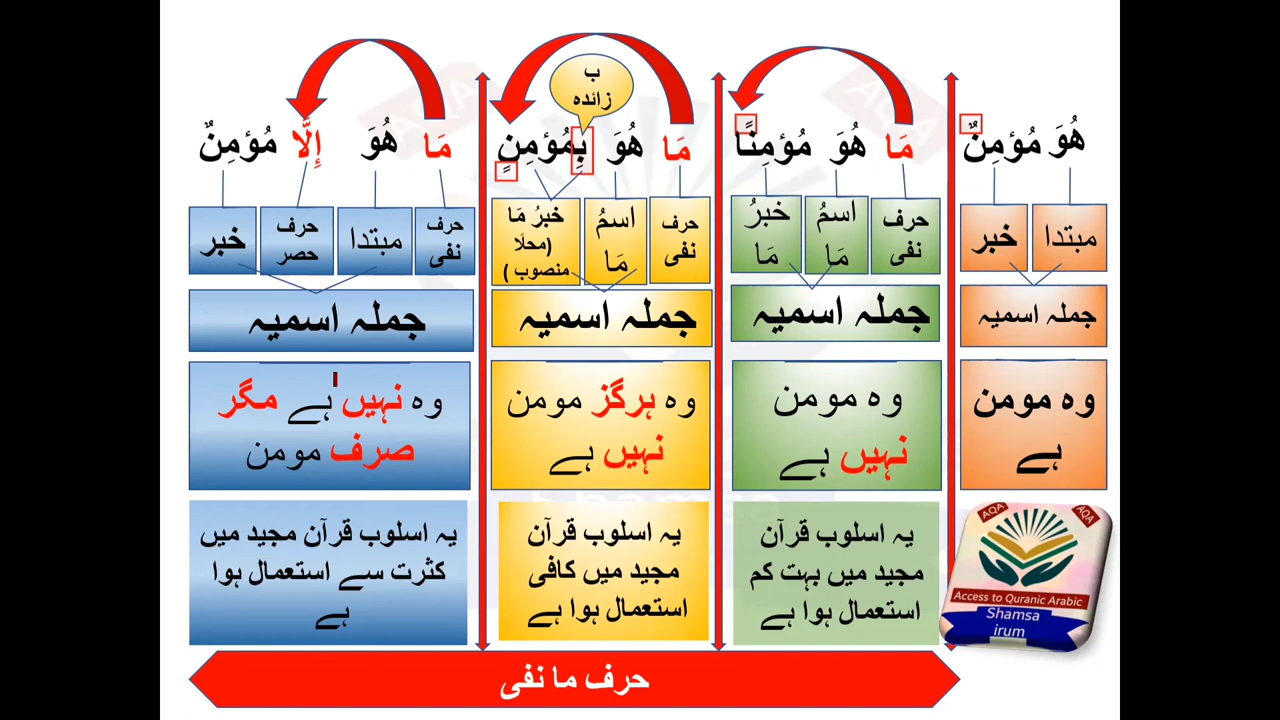 ب
زائدہ
هُوَ مُؤمِنٌ
مَا هُوَ مُؤمِنًا
مَا هُوَ بِمُؤمِنٍ
مَا هُوَ إِلَّا مُؤمِنٌ
مبتدا
خبر
حرف
نفی
اسمُ
مَا
خبرُ
مَا
حرف
نفی
اسمُ
مَا
خبرُ مَا
(محلًا
منصوب )
حرف
نفی
مبتدا
حرف
حصر
خبر
جملہ اسمیہ
جملہ اسمیہ
جملہ اسمیہ
جملہ اسمیہ
وہ مومن
ہے
وہ مومن
نہیں ہے
وہ ہرگز مومن
نہیں ہے
وہ نہیں ہے مگر
صرف مومن
یہ اسلوب قرآن
مجید میں بہت کم
استعمال ہوا ہے
یہ اسلوب قرآن
مجید میں کافی
استعمال ہوا ہے
یہ اسلوب قرآن مجید میں
کثرت سے استعمال ہوا
ہے
AQA
AQA
Access to Quranic Arabic
Shamsa
irum
حرف ما نفی